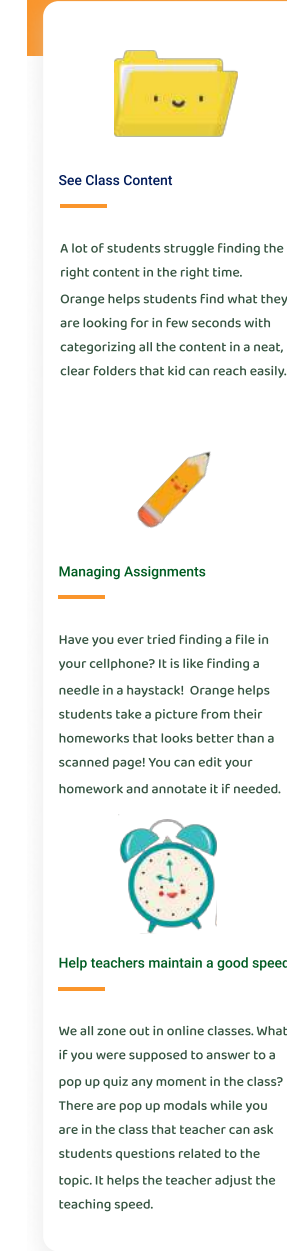 See Class Content
A lot of students struggle finding the
right content in the right time.
Orange helps students find what they
are looking for in few seconds with
categorizing all the content in a neat,
clear folders that kid can reach easily.
Managing Assignments
Have you ever tried finding a file in
your cellphone? It is like finding a
needle in a haystack! Orange helps
students take a picture from their
homeworks that looks better than a
scanned page! You can edit your
homework and annotate it if needed.
Help teachers maintain a good speed
We all zone out in online classes. What
if you were supposed to answer to a
pop up quiz any moment in the class?
There are pop up modals while you
are in the class that teacher can ask
students questions related to the
topic. It helps the teacher adjust the
teaching speed.